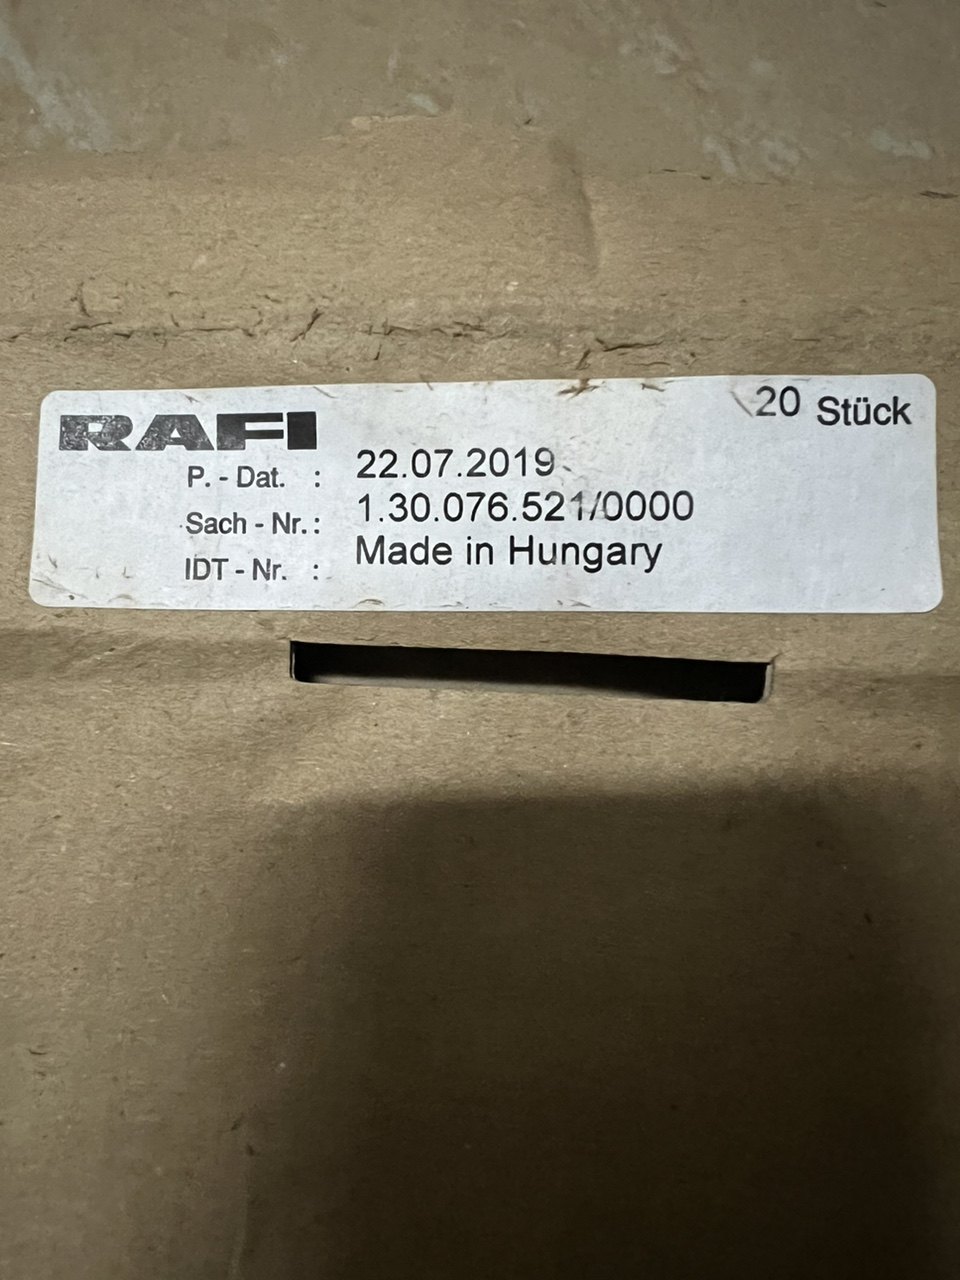 RAFI 20 Stück
P. - Dat. : 22.07.2019
Sach - Nr. : 1.30.076.521/0000
IDT - Nr. : Made in Hungary